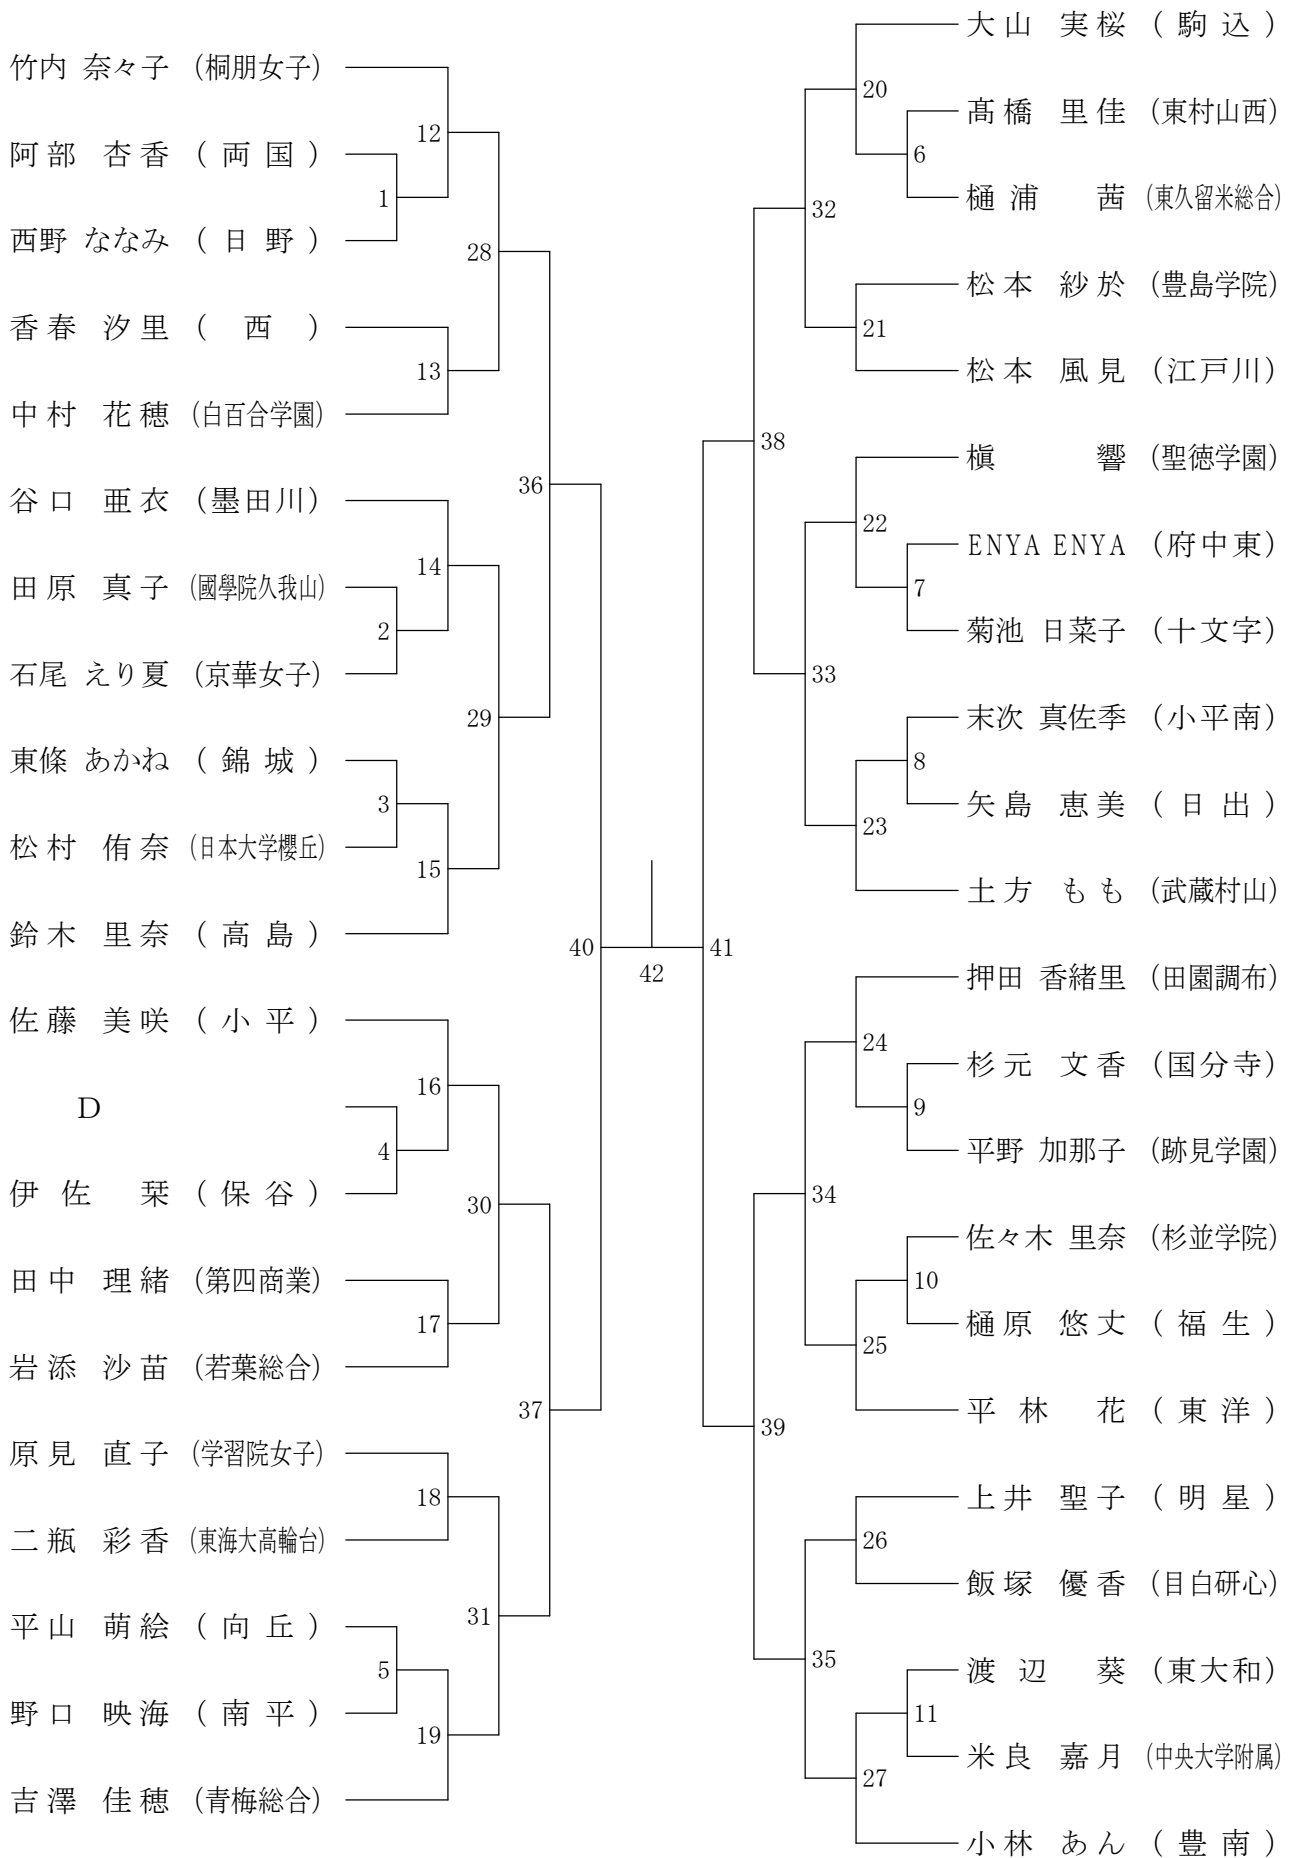 竹内 奈々子 (桐朋女子)
阿部 杏香 (両国)
西野 ななみ (日野)
香春 汐里 (西)
中村 花穂 (白百合学園)
谷口 亜衣 (墨田川)
田原 真子 (國學院久我山)
石尾 えり夏 (京華女子)
東條 あかね (錦城)
松村 侑奈 (日本大学櫻丘)
鈴木 里奈 (高島)
佐藤 美咲 (小平)
D
伊佐 栞 (保谷)
田中 理緒 (第四商業)
岩添 沙苗 (若葉総合)
原見 直子 (学習院女子)
二瓶 彩香 (東海大高輪台)
平山 萌絵 (向丘)
野口 映海 (南平)
吉澤 佳穂 (青梅総合)
1
2
3
4
5
12
13
14
15
16
17
18
19
28
29
30
31
36
37
40
42
41
38
39
32
33
34
35
20
21
22
23
24
25
26
27
6
7
8
9
10
11
大山 実桜 (駒込)
髙橋 里佳 (東村山西)
樋浦 茜 (東久留米総合)
松本 紗於 (豊島学院)
松本 風見 (江戸川)
槇 響 (聖徳学園)
ENYA ENYA (府中東)
菊池 日菜子 (十文字)
末次 真佐季 (小平南)
矢島 恵美 (日出)
土方 もも (武蔵村山)
押田 香緒里 (田園調布)
杉元 文香 (国分寺)
平野 加那子 (跡見学園)
佐々木 里奈 (杉並学院)
樋原 悠丈 (福生)
平林 花 (東洋)
上井 聖子 (明星)
飯塚 優香 (目白研心)
渡辺 葵 (東大和)
米良 嘉月 (中央大学附属)
小林 あん (豊南)